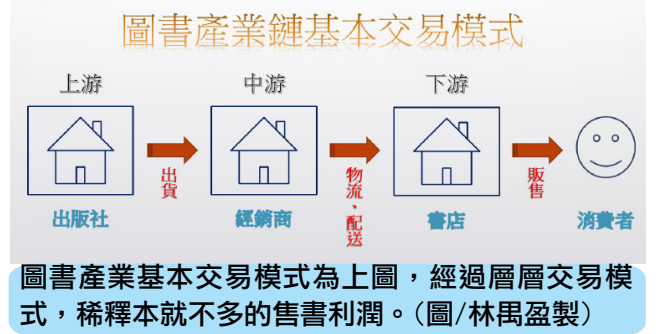 圖書產業鏈基本交易模式
上游
中游
下游
出貨
物流、配送
販售
出版社
經銷商
書店
消費者
圖書產業基本交易模式為上圖，經過層層交易模
式，稀釋本就不多的售書利潤。(圖/林禺盈製)